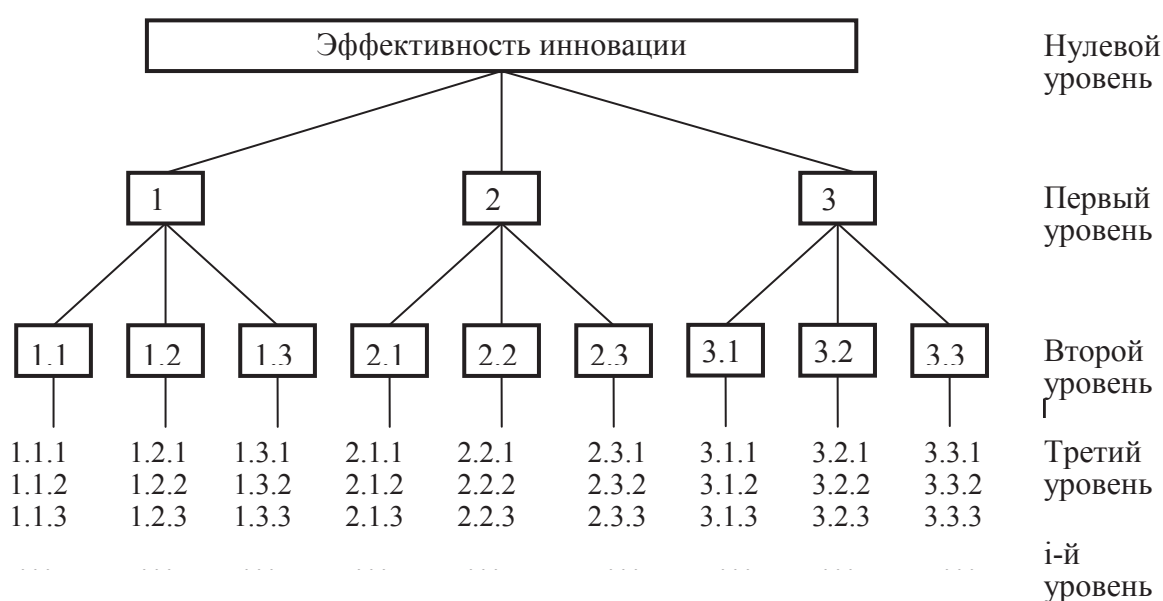 Эффективность инновации
Нулевой
уровень
1 2 3
Первый
уровень
1.1 1.2 1.3 2.1 2.2 2.3 3.1 3.2 3.3
Второй
уровень
1.1.1 1.2.1 1.3.1 2.1.1 2.2.1 2.3.1 3.1.1 3.2.1 3.3.1
Третий
1.1.2 1.2.2 1.3.2 2.1.2 2.2.2 2.3.2 3.1.2 3.2.2 3.3.2
уровень
1.1.3 1.2.3 1.3.3 2.1.3 2.2.3 2.3.3 3.1.3 3.2.3 3.3.3
... ... ... ... ... ... ... ... ...
i-й
уровень